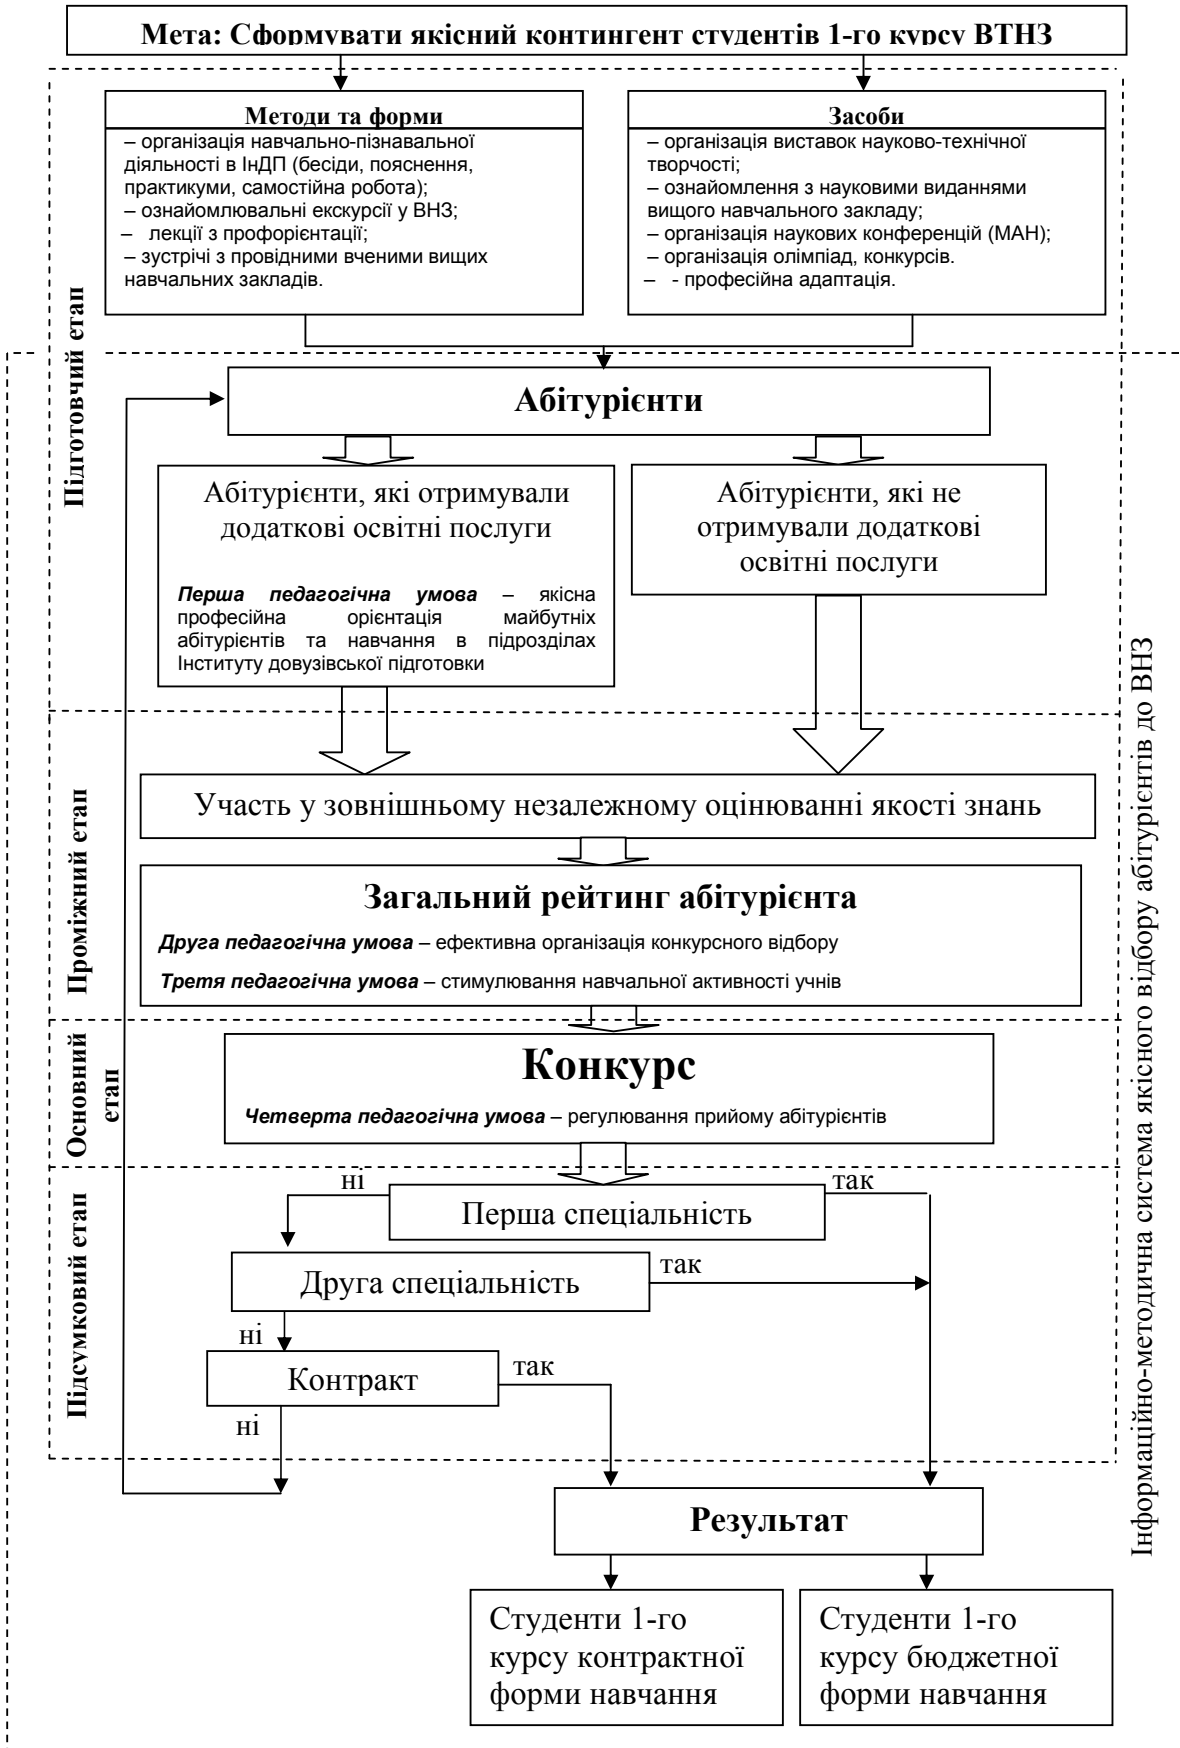 Мета: Сформувати якісний контингент студентів 1-го курсу ВТНЗ
Методи та форми
– організація навчально-пізнавальної
діяльності в ІнДП (бесіди, пояснення,
практикуми, самостійна робота);
– ознайомлювальні екскурсії у ВНЗ;
– лекції з профорієнтації;
– зустрічі з провідними вченими вищих
навчальних закладів.
Засоби
– організація виставок науково-технічної
творчості;
– ознайомлення з науковими виданнями
вищого навчального закладу;
– організація наукових конференцій (МАН);
– організація олімпіад, конкурсів.
– - професійна адаптація.
Підготовчий етап
Абітурієнти
Абітурієнти, які отримували
додаткові освітні послуги
Перша педагогічна умова – якісна
професійна орієнтація майбутніх
абітурієнтів та навчання в підрозділах
Інституту довузівської підготовки
Абітурієнти, які не
отримували додаткові
освітні послуги
Проміжний етап
Участь у зовнішньому незалежному оцінюванні якості знань
Загальний рейтинг абітурієнта
Друга педагогічна умова – ефективна організація конкурсного відбору
Третя педагогічна умова – стимулювання навчальної активності учнів
Основний
етап
Конкурс
Четверта педагогічна умова – регулювання прийому абітурієнтів
Підсумковий етап
ні
так
Перша спеціальність
Друга спеціальність
так
ні
Контракт
так
ні
Результат
Студенти 1-го
курсу контрактної
форми навчання
Студенти 1-го
курсу бюджетної
форми навчання
Інформаційно-методична система якісного відбору абітурієнтів до ВНЗ